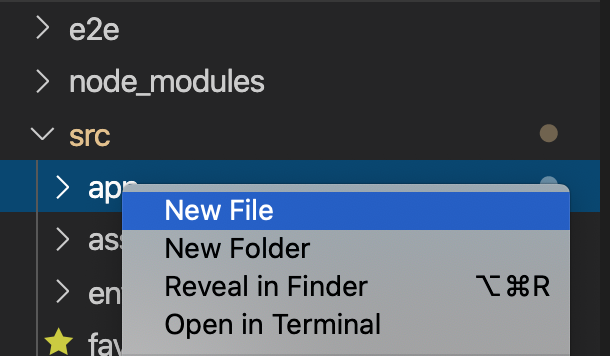 e2e
node_modules
src
app
New File
New Folder
Reveal in Finder ⌥⌘R
Open in Terminal